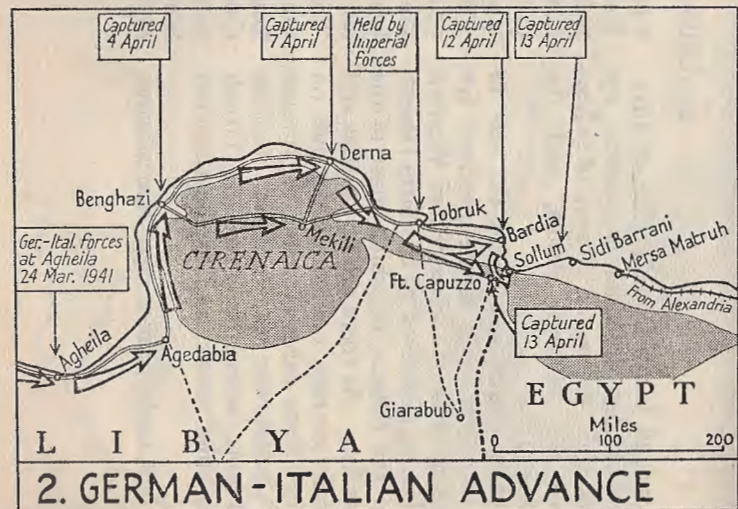 Captured
4 April
Captured
7 April
Held by
Imperial
forces
Captured
12 April
Captured
13 April
Derna
Benghazi
Tobruk
Bardia
Sollum
Sidi Barrani
Mersa Matruh
Mekili
Ger.-Ital. forces
at Agheila
24 Mar. 1941
CIRENAICA
Ft. Capuzzo
From Alexandria
Agheila
Agedabia
Captured
13 April
Giarabub
EGYPT
Miles
0 100 200
LIBYA
2. GERMAN-ITALIAN ADVANCE